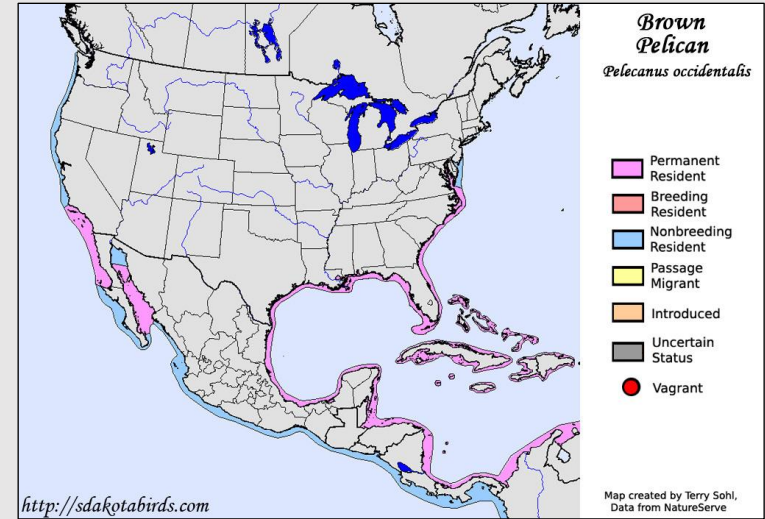 Brown
Pelican
Pelecanus occidentalis
Permanent
Resident
Breeding
Resident
Nonbreeding
Resident
Passage
Migrant
Introduced
Uncertain
Status
Vagrant
http://sdakotabirds.com
Map created by Terry Sohl,
Data from NatureServe